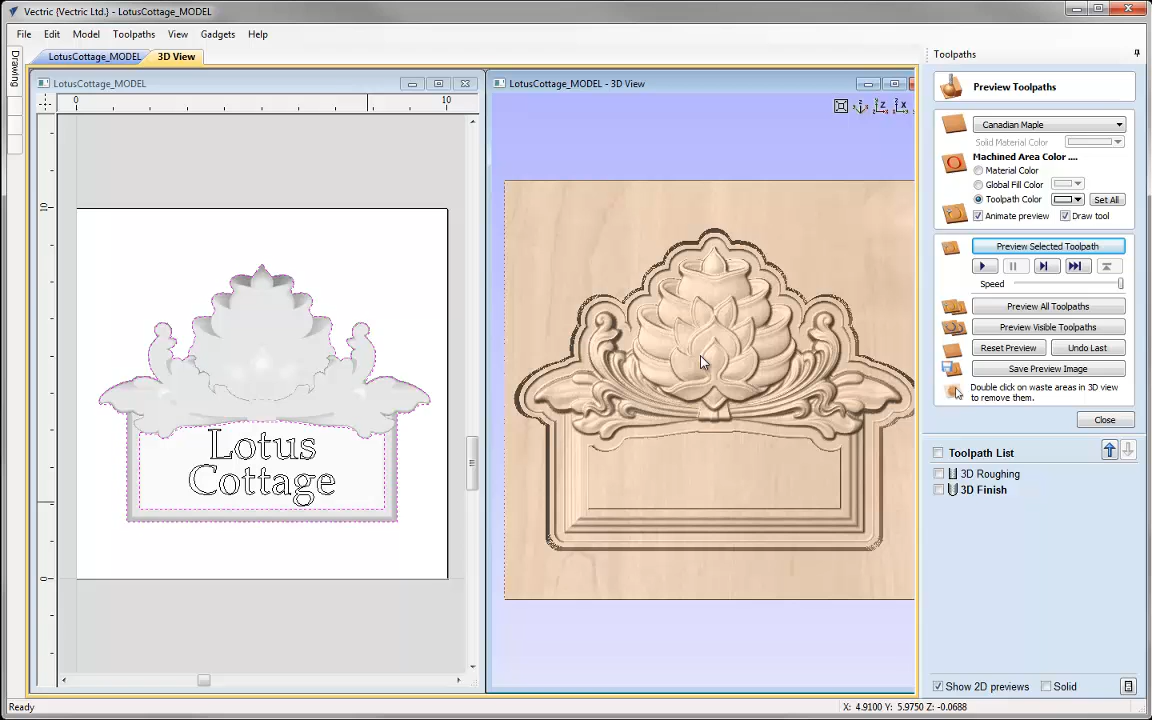 Vectric {Vectric Ltd.} - LotusCottage_MODEL
File Edit Model Toolpaths View Gadgets Help
Drawing
LotusCottage_MODEL
3D View
LotusCottage_MODEL
0
10
10
0
Lotus
Cottage
LotusCottage_MODEL - 3D View
Z
X
Toolpaths
Preview Toolpaths
Canadian Maple
Solid Material Color
Machined Area Color ....
Material Color
Global Fill Color
Toolpath Color
Set All
Animate preview
Draw tool
Preview Selected Toolpath
Speed
Preview All Toolpaths
Preview Visible Toolpaths
Reset Preview
Undo Last
Save Preview Image
Double click on waste areas in 3D view
to remove them.
Close
Toolpath List
3D Roughing
3D Finish
Show 2D previews
Solid
Ready
X: 4.9100 Y: 5.9750 Z: -0.0688